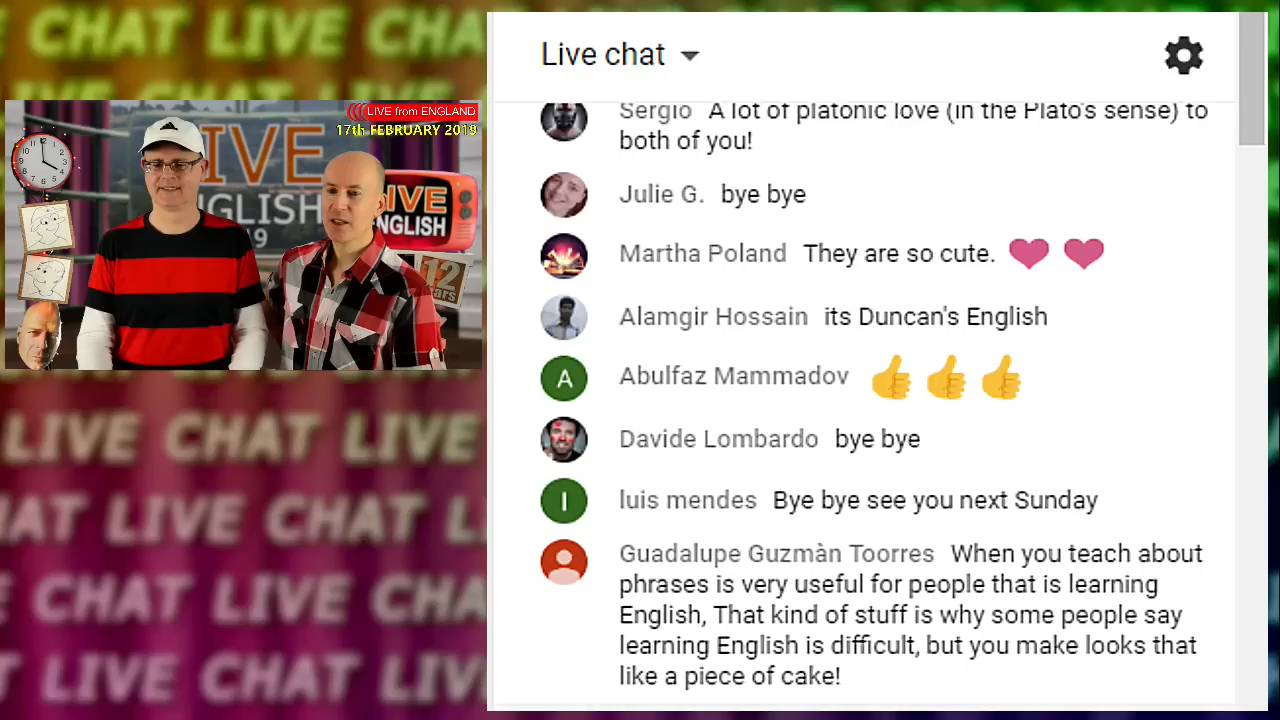 CHAT LIVE CHA
Live chat
LIVE from ENGLAND
17th FEBRUARY 2019
LIVE
ENGLISH
19
LIVE
ENGLISH
12
Sergio A lot of platonic love (in the Plato's sense) to
both of you!
Julie G. bye bye
Martha Poland They are so cute.
Alamgir Hossain its Duncan's English
A
Abulfaz Mammadov
Davide Lombardo bye bye
l
luis mendes Bye bye see you next Sunday
Guadalupe Guzmàn Toorres When you teach about
phrases is very useful for people that is learning
English, That kind of stuff is why some people say
learning English is difficult, but you make looks that
like a piece of cake!
LIVE CHAT LIVE
HAT LIVE CHAT L
E CHAT LIVE CHA
LIVE CHAT LIV